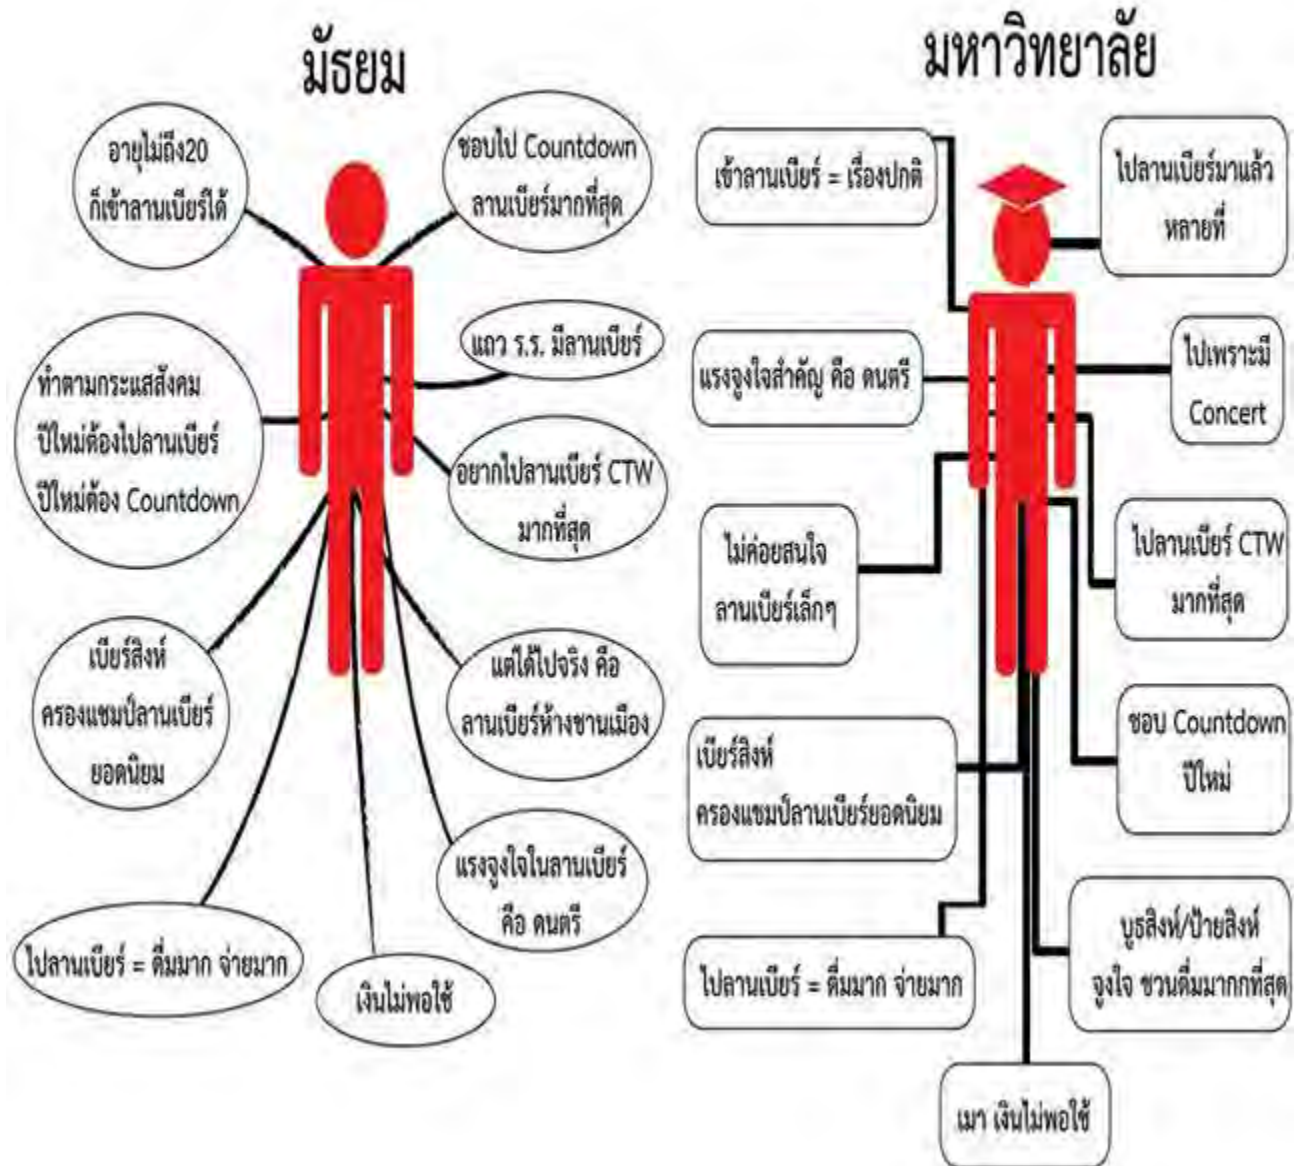 มัธยม
อายุไม่ถึง20
ก็เข้าลานเบียร์ได้
ชอบไป Countdown
ลานเบียร์มากที่สุด
แถว ร.ร. มีลานเบียร์
ทำตามกระแสสังคม
ปีใหม่ต้องไปลานเบียร์
ปีใหม่ต้อง Countdown
อยากไปลานเบียร์ CTW
มากที่สุด
เบียร์สิงห์
ครองแชมป์ลานเบียร์
ยอดนิยม
แต่ได้ไปจริง คือ
ลานเบียร์ห้างชานเมือง
แรงจูงใจในลานเบียร์
คือ ดนตรี
ไปลานเบียร์ = ดื่มมาก จ่ายมาก
เงินไม่พอใช้
มหาวิทยาลัย
เข้าลานเบียร์ = เรื่องปกติ
ไปลานเบียร์มาแล้ว
หลายที่
แรงจูงใจสำคัญ คือ ดนตรี
ไปเพราะมี
Concert
ไม่ค่อยสนใจ
ลานเบียร์เล็กๆ
ไปลานเบียร์ CTW
มากที่สุด
เบียร์สิงห์
ครองแชมป์ลานเบียร์ยอดนิยม
ชอบ Countdown
ปีใหม่
ไปลานเบียร์ = ดื่มมาก จ่ายมาก
บูธสิงห์/ป้ายสิงห์
จูงใจ ชวนดื่มมากกที่สุด
เมา เงินไม่พอใช้